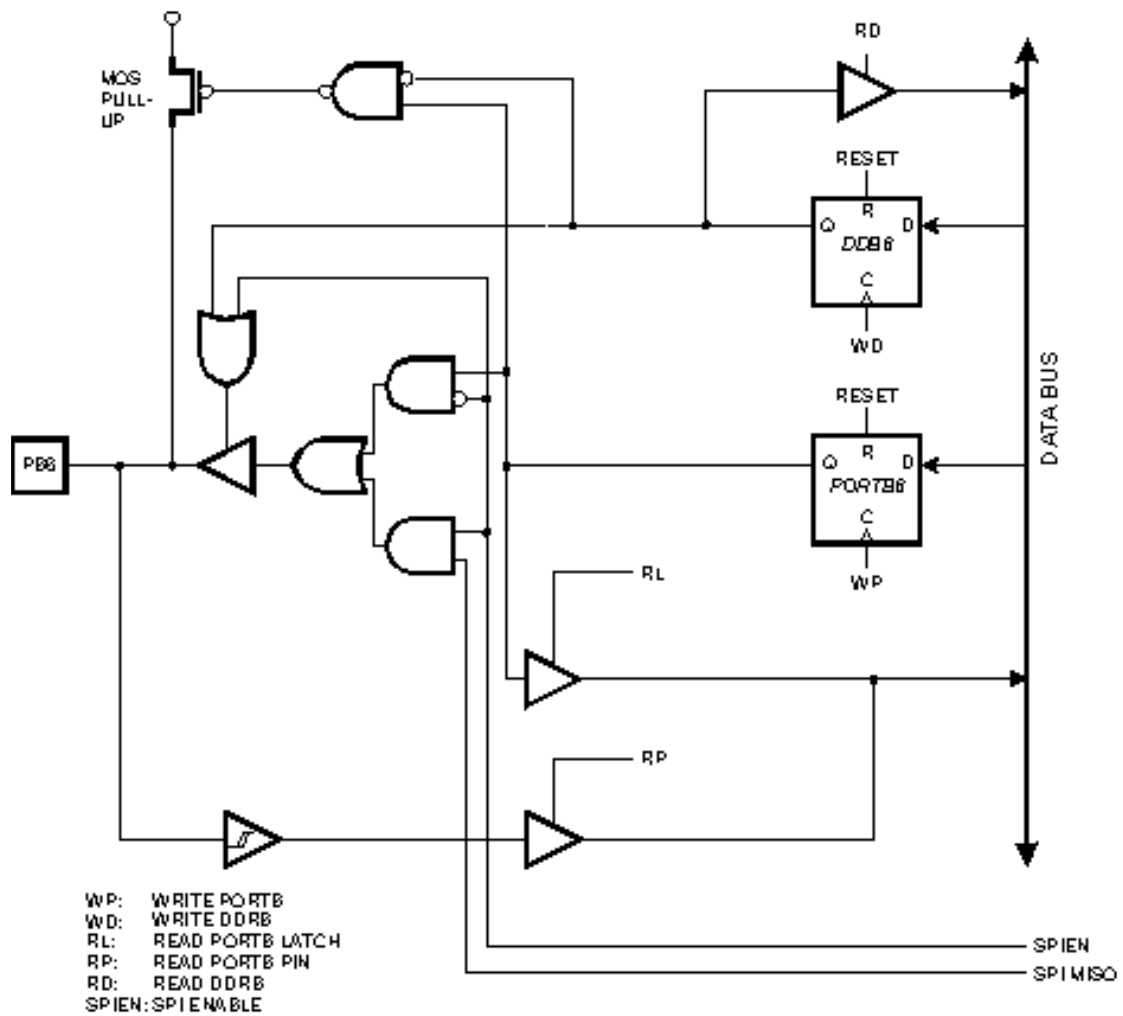 RD
MOS
PULL-
UP
RESET
R
Q
D
DDB6
C
WD
RESET
R
Q
D
PORTB6
C
WP
DATA BUS
PB6
RL
RP
WP: WRITE PORTB
WD: WRITE DDRB
RL: READ PORTB LATCH
RP: READ PORTB PIN
RD: READ DDRB
SPIEN: SPI ENABLE
SPIEN
SPI MISO